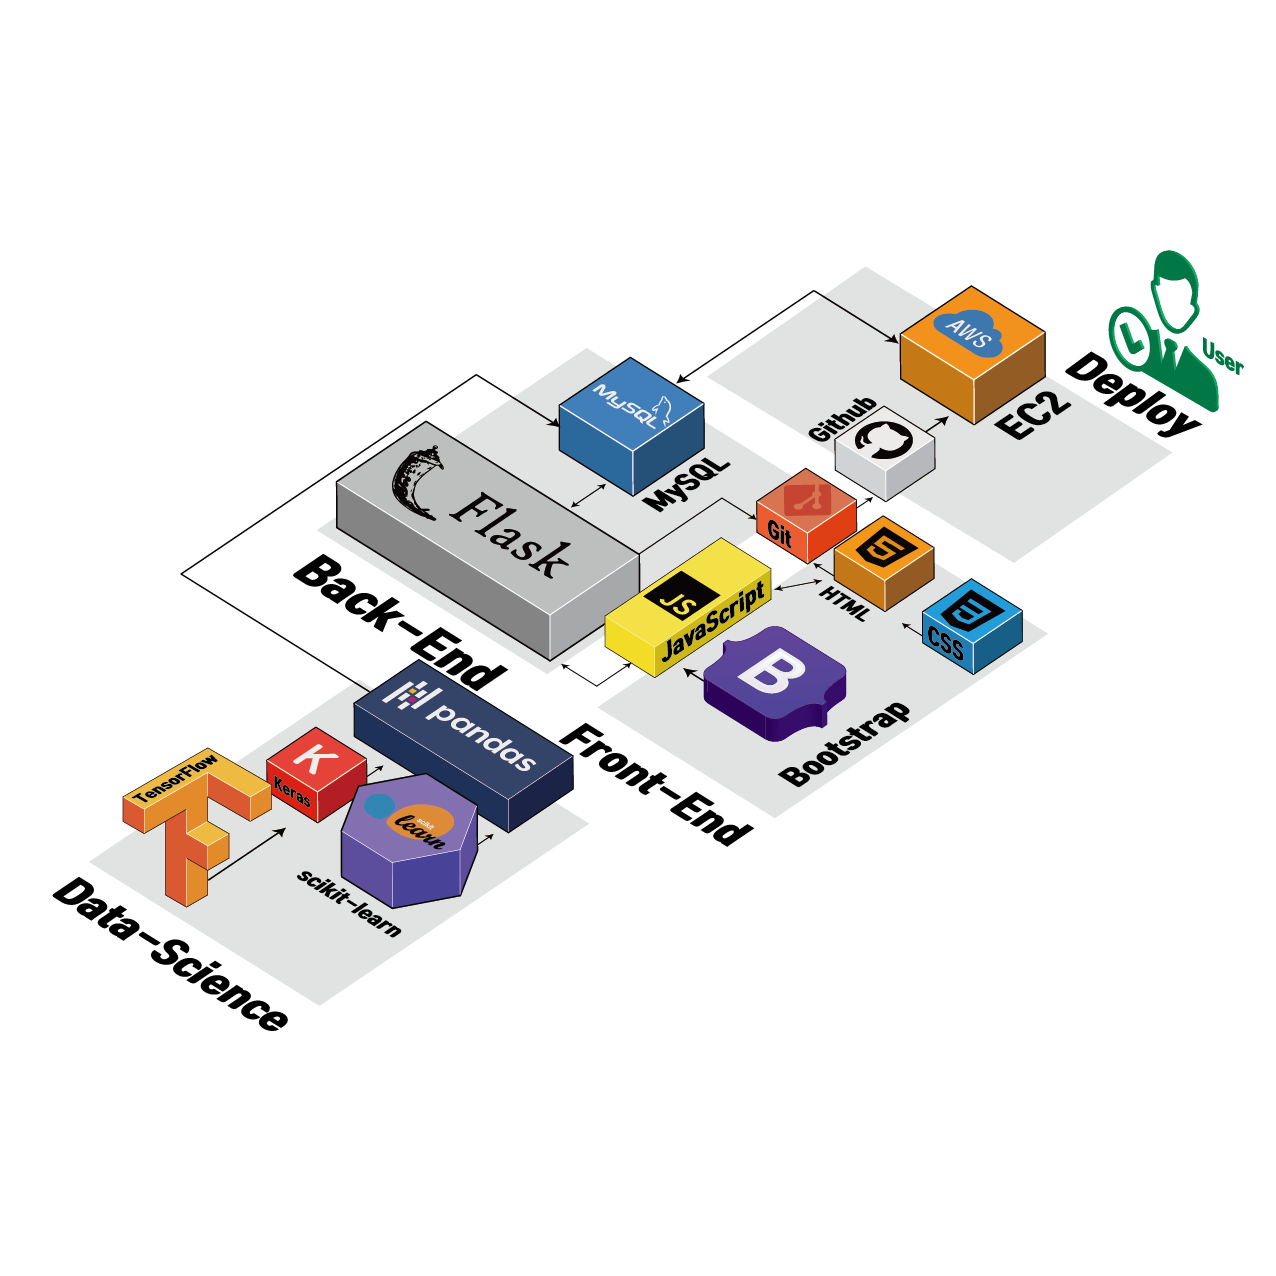 User
Deploy
AWS
EC2
Github
MySQL
MySQL
Flask
Back-End
Git
HTML
CSS
JS
JavaScript
B
Bootstrap
Front-End
pandas
K
Keras
TensorFlow
scikit
learn
scikit-learn
Data-Science